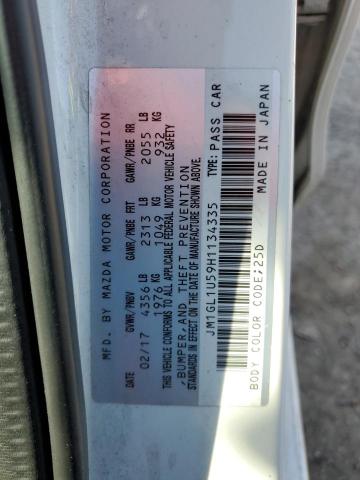 MFD. BY MAZDA MOTOR CORPORATION
GVWR/PNBV GAWR/PNBE FRT GAWR/PNBE RR
DATE 4356 LB 2313 LB 2055 LB
02/17 1976 KG 1049 KG 932 KG
THIS VEHICLE CONFORMS TO ALL APPLICABLE FEDERAL MOTOR VEHICLE SAFETY
,BUMPER,AND THEFT PREVENTION
STANDARDS IN EFFECT ON THE DATE OF MANUFACTURE SHOWN ABOVE.
JM1GL1U59H1134335 TYPE: PASS CAR
BODY COLOR CODE;25D MADE IN JAPAN